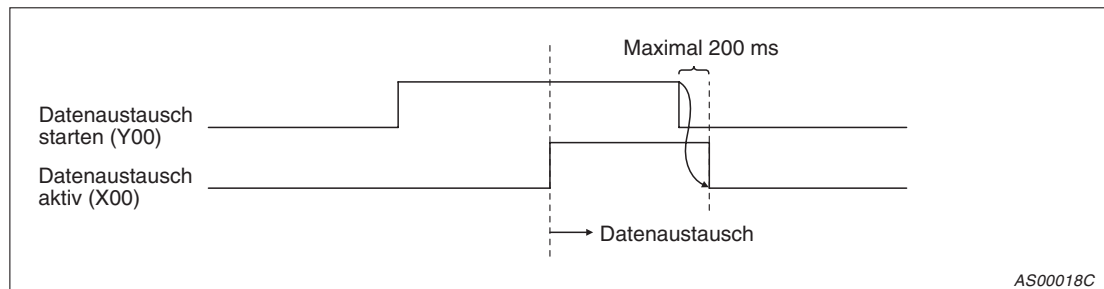 Maximal 200 ms
Datenaustausch
starten (Y00)
Datenaustausch
aktiv (X00)
Datenaustausch
AS00018C